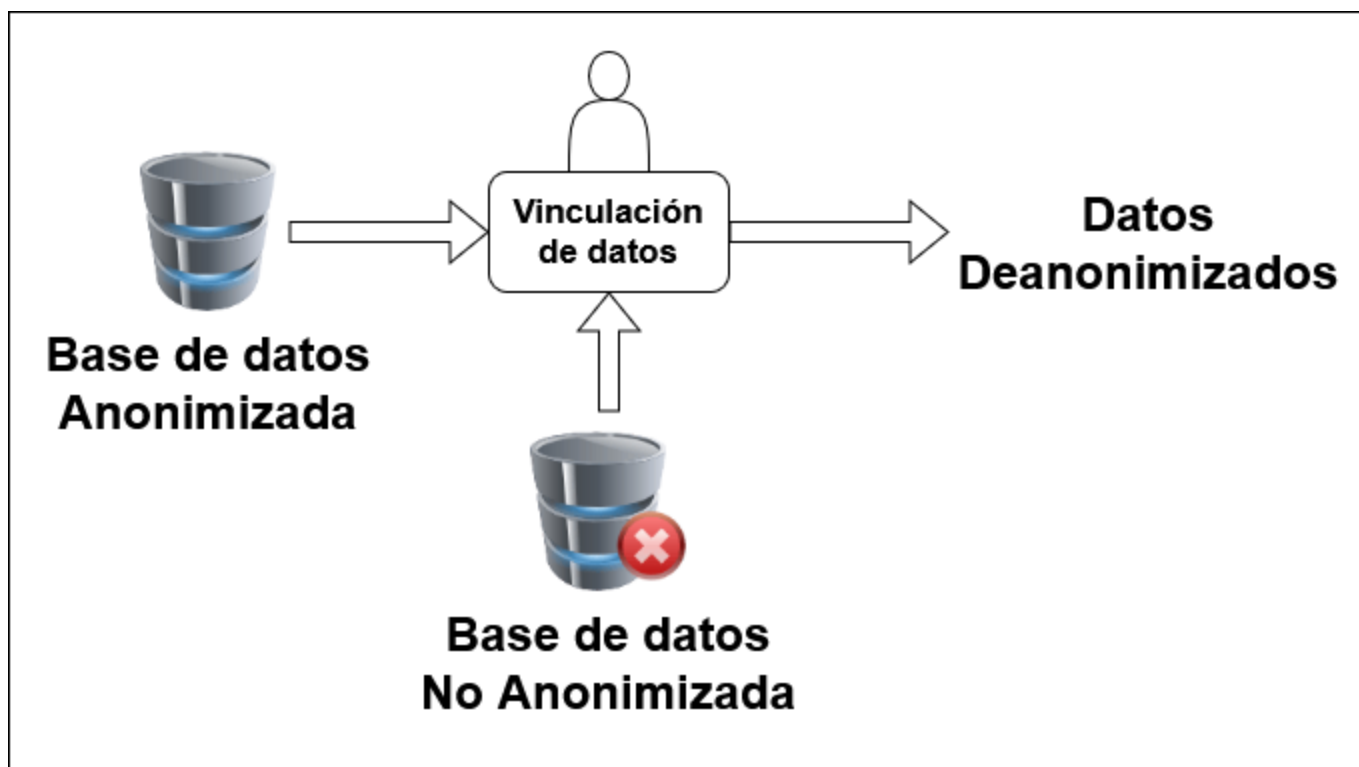 Vinculación
de datos
Datos
Deanonimizados
Base de datos
Anonimizada
Base de datos
No Anonimizada